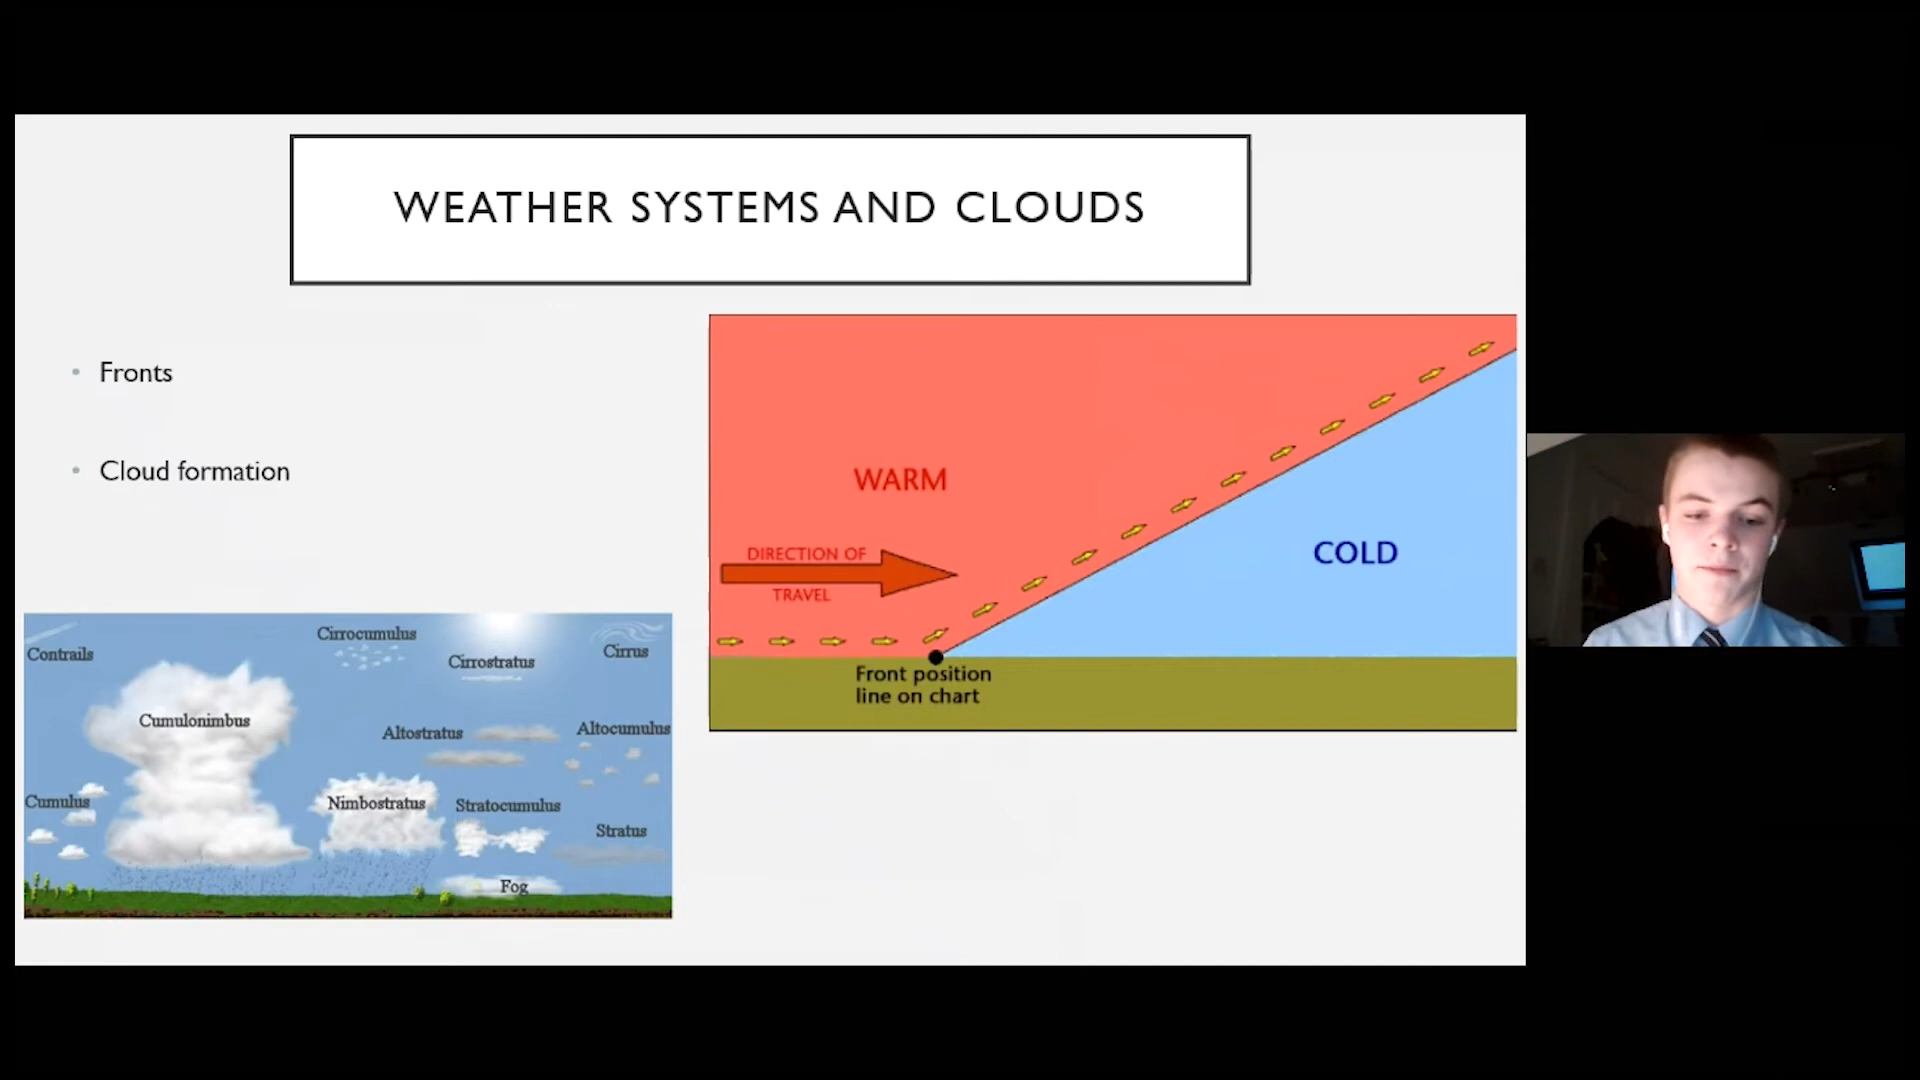 WEATHER SYSTEMS AND CLOUDS
Fronts
Cloud formation
WARM
COLD
DIRECTION OF
TRAVEL
Front position
line on chart
Contrails
Cirrocumulus
Cirrostratus
Cirrus
Cumulonimbus
Altostratus
Altocumulus
Cumulus
Nimbostratus
Stratocumulus
Stratus
Fog